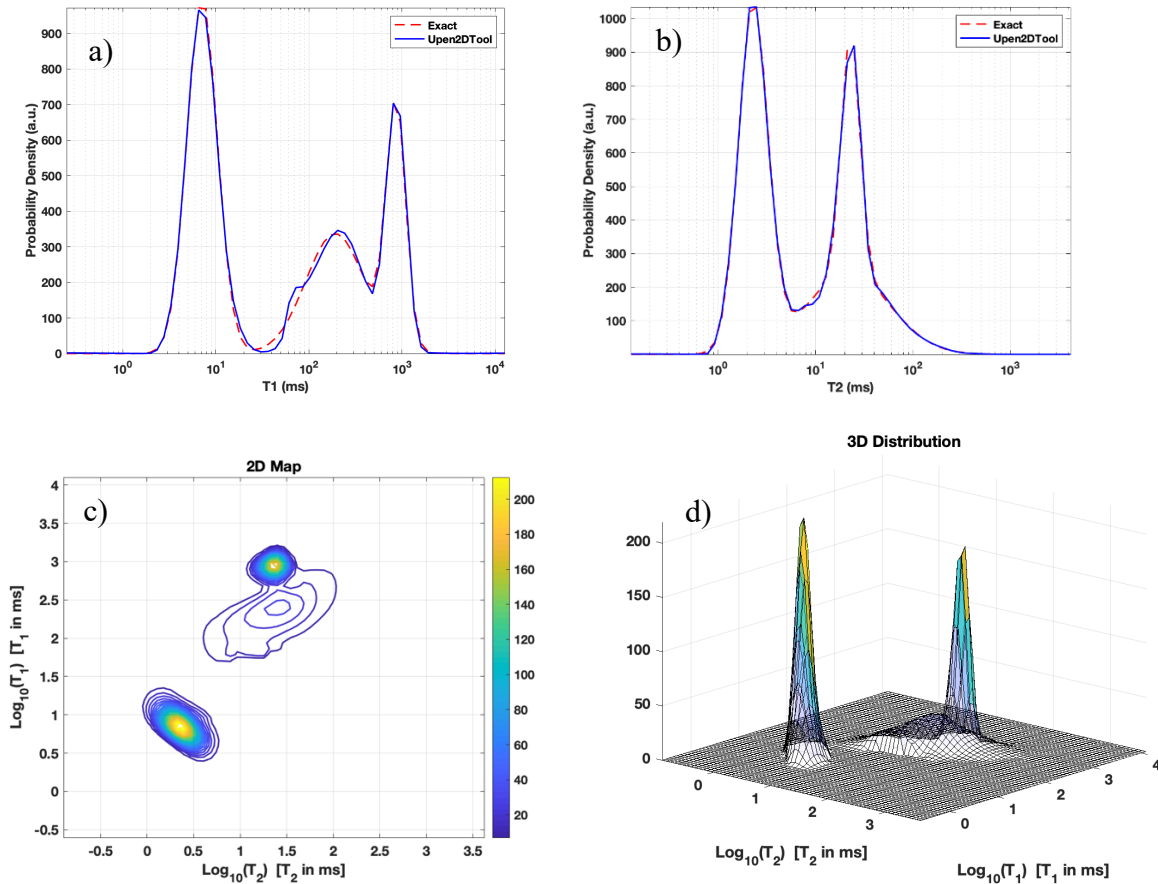 a)
Exact
Upen2DTool
Probability Density (a.u.)
900
800
700
600
500
400
300
200
100
0
10^0 10^1 10^2 10^3 10^4
T1 (ms)
b)
Exact
Upen2DTool
Probability Density (a.u.)
1000
900
800
700
600
500
400
300
200
100
10^0 10^1 10^2 10^3
T2 (ms)
2D Map
c)
Log10(T1) [T1 in ms]
4
3.5
3
2.5
2
1.5
1
0.5
0
-0.5
-0.5 0 0.5 1 1.5 2 2.5 3 3.5
Log10(T2) [T2 in ms]
200
180
160
140
120
100
80
60
40
20
3D Distribution
d)
200
150
100
50
0
0 1 2 3
Log10(T2) [T2 in ms]
0 1 2 3 4
Log10(T1) [T1 in ms]